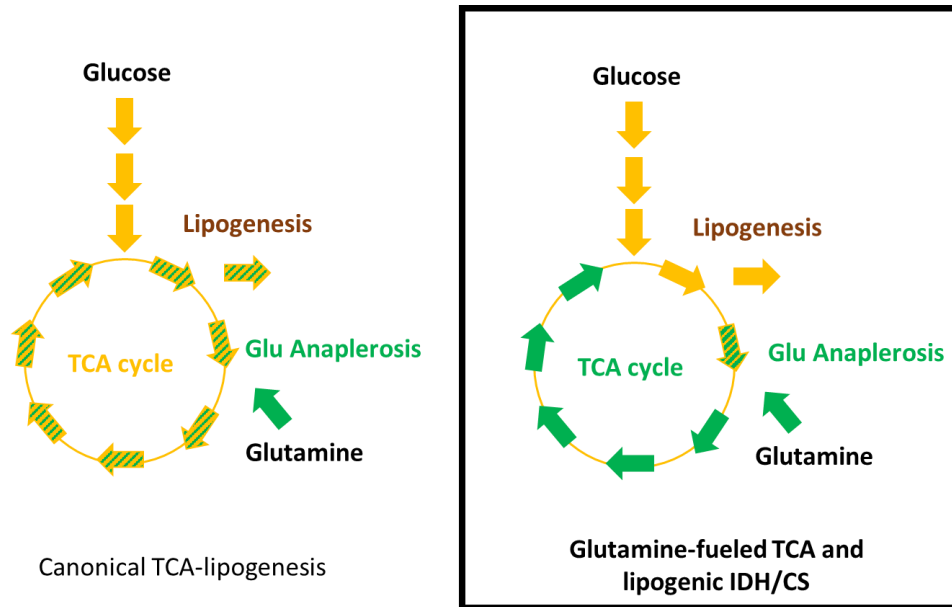 Glucose
Lipogenesis
TCA cycle
Glu Anaplerosis
Glutamine
Canonical TCA-lipogenesis
Glucose
Lipogenesis
TCA cycle
Glu Anaplerosis
Glutamine
Glutamine-fueled TCA and
lipogenic IDH/CS